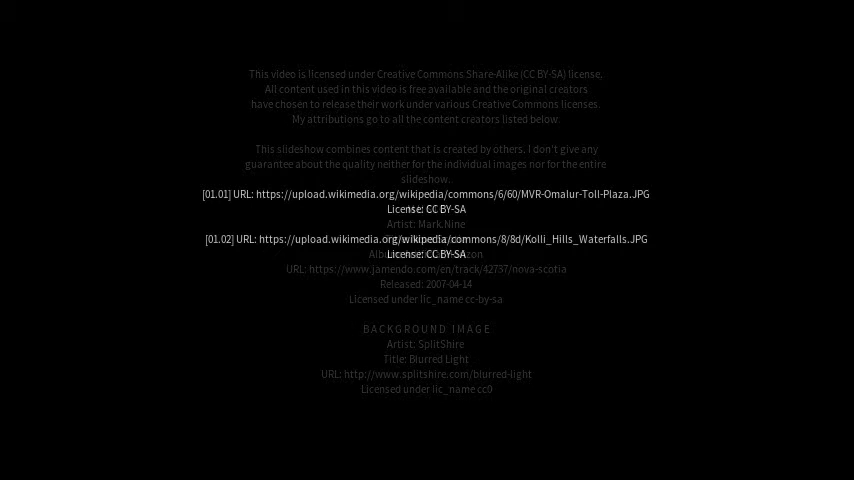 This video is licensed under Creative Commons Share-Alike (CC BY-SA) license.
All content used in this video is free available and the original creators
have chosen to release their work under various Creative Commons licenses.
My attributions go to all the content creators listed below.
This slideshow combines content that is created by others. I don't give any
guarantee about the quality neither for the individual images nor for the entire
slideshow.
[01.01] URL: https://upload.wikimedia.org/wikipedia/commons/6/60/MVR-Omalur-Toll-Plaza.JPG
License: CC BY-SA
Artist: Mark.Nine
[01.02] URL: https://upload.wikimedia.org/wikipedia/commons/8/8d/Kolli_Hills_Waterfalls.JPG
License: CC BY-SA
URL: https://www.jamendo.com/en/track/42737/nova-scotia
Released: 2007-04-14
Licensed under lic_name cc-by-sa
BACKGROUND IMAGE
Artist: SplitShire
Title: Blurred Light
URL: http://www.splitshire.com/blurred-light
Licensed under lic_name cc0